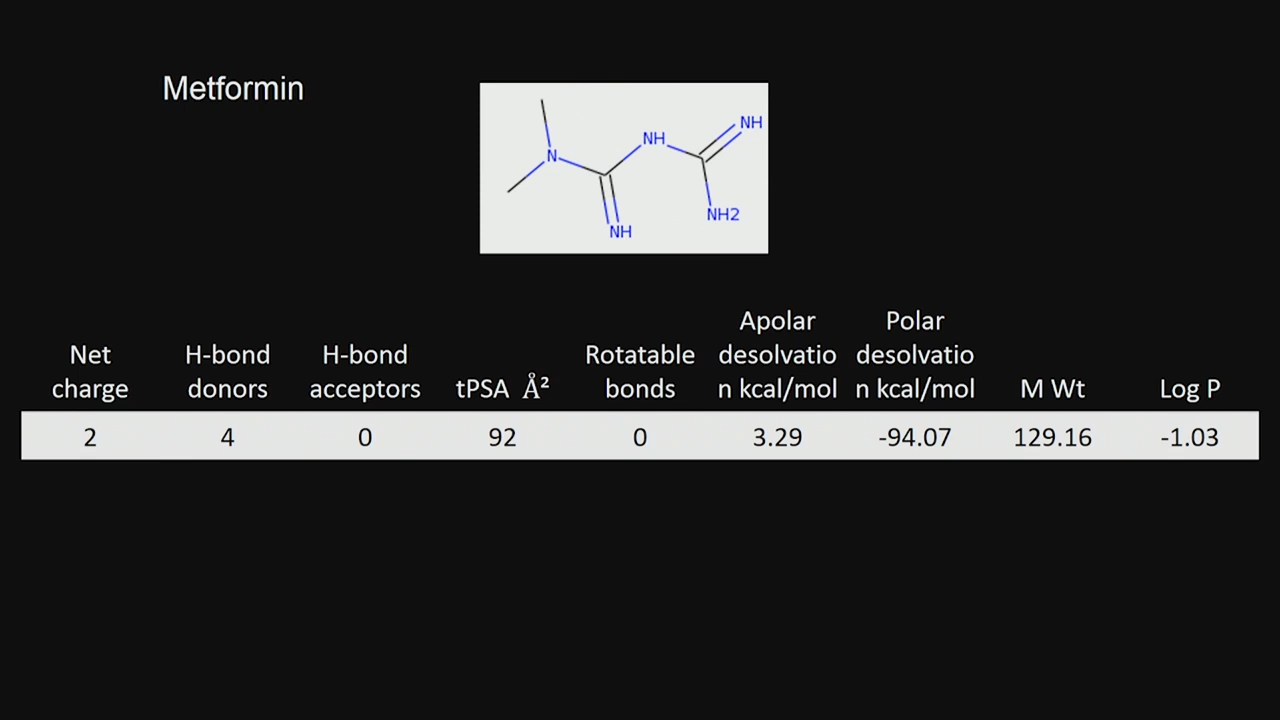 Metformin
NH
NH
N
NH2
NH
Apolar Polar
Net H-bond H-bond Rotatable desolvatio desolvatio
charge donors acceptors tPSA Å² bonds n kcal/mol n kcal/mol M Wt Log P
2 4 0 92 0 3.29 -94.07 129.16 -1.03